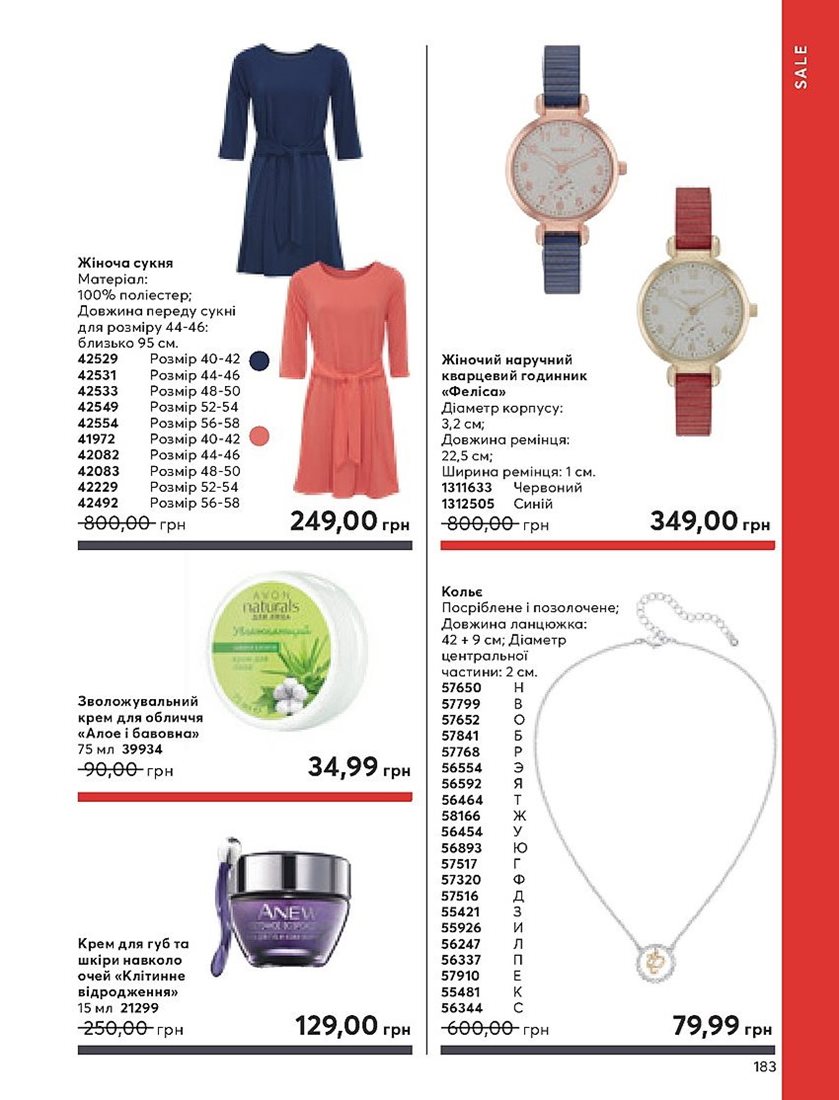 SALE
Жіноча сукня
Матеріал:
100% поліестер;
Довжина переду сукні
для розміру 44-46:
близько 95 см.
42529 Розмір 40-42
42531 Розмір 44-46
42533 Розмір 48-50
42549 Розмір 52-54
42554 Розмір 56-58
41972 Розмір 40-42
42082 Розмір 44-46
42083 Розмір 48-50
42229 Розмір 52-54
42492 Розмір 56-58
800,00 грн
249,00 грн
Жіночий наручний
кварцевий годинник
«Феліса»
Діаметр корпусу:
3,2 см;
Довжина ремінця:
22,5 см;
Ширина ремінця: 1 см.
1311633 Червоний
1312505 Синій
800,00 грн
349,00 грн
AVON
naturals
ДЛЯ ЛИЦА
Увлажняющий
Зволожувальний
крем для обличчя
«Алое і бавовна»
75 мл 39934
90,00 грн
34,99 грн
ANEW
Крем для губ та
шкіри навколо
очей «Клітинне
відродження»
15 мл 21299
250,00 грн
129,00 грн
Кольє
Посріблене і позолочене;
Довжина ланцюжка:
42 + 9 см; Діаметр
центральної
частини: 2 см.
57650 Н
57799 В
57652 О
57841 Б
57768 Р
56554 Э
56592 Я
56464 Т
58166 Ж
56454 У
56893 Ю
57517 Г
57320 Ф
57516 Д
55421 З
55926 И
56247 Л
56337 П
57910 Е
55481 К
56344 С
600,00 грн
79,99 грн
183